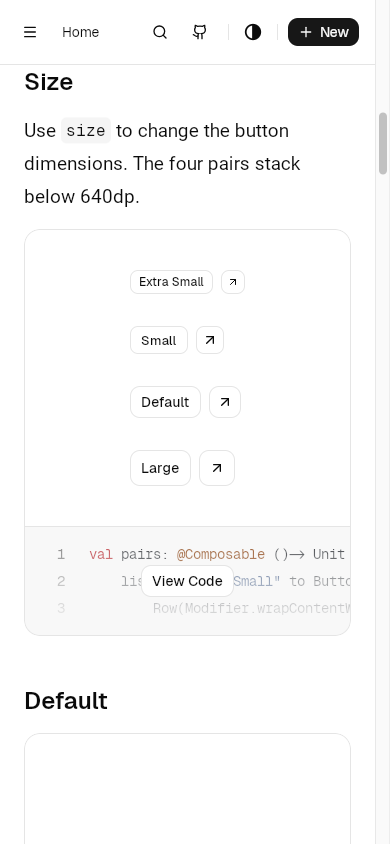 Home
New
Size
Use size to change the button
dimensions. The four pairs stack
below 640dp.
Extra Small
Small
Default
Large
1 val pairs: @Composable ()-> Unit
2 lis Small" to Butto
View Code
3 Row(Modifier.wrapContentW
Default